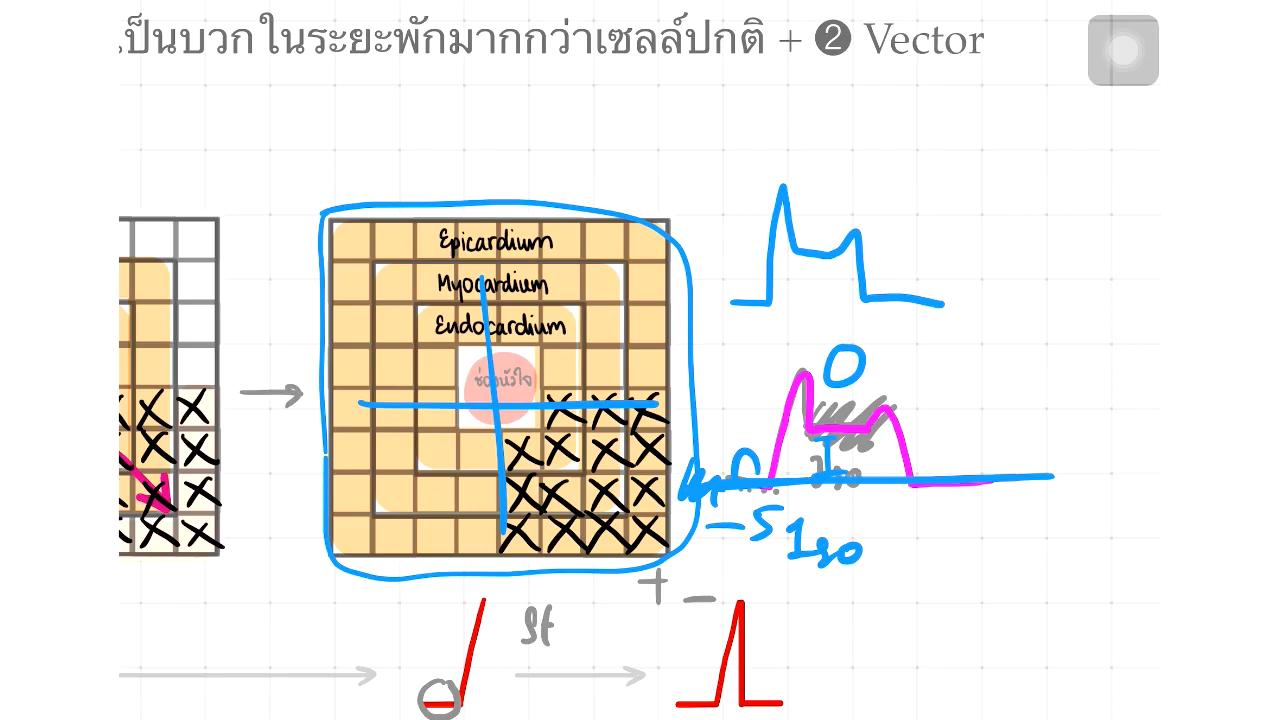 เป็นบวกในระยะพักมากกว่าเซลล์ปกติ + ❷ Vector
Epicardium
Myocardium
Endocardium
ช่องหัวใจ
0
-5
Iso
+ -
St